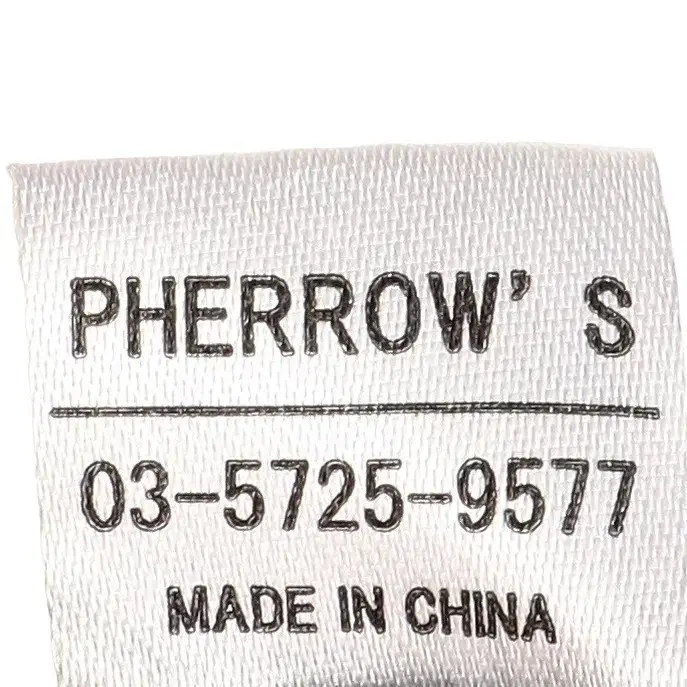 PHERROW' S
03-5725-9577
MADE IN CHINA